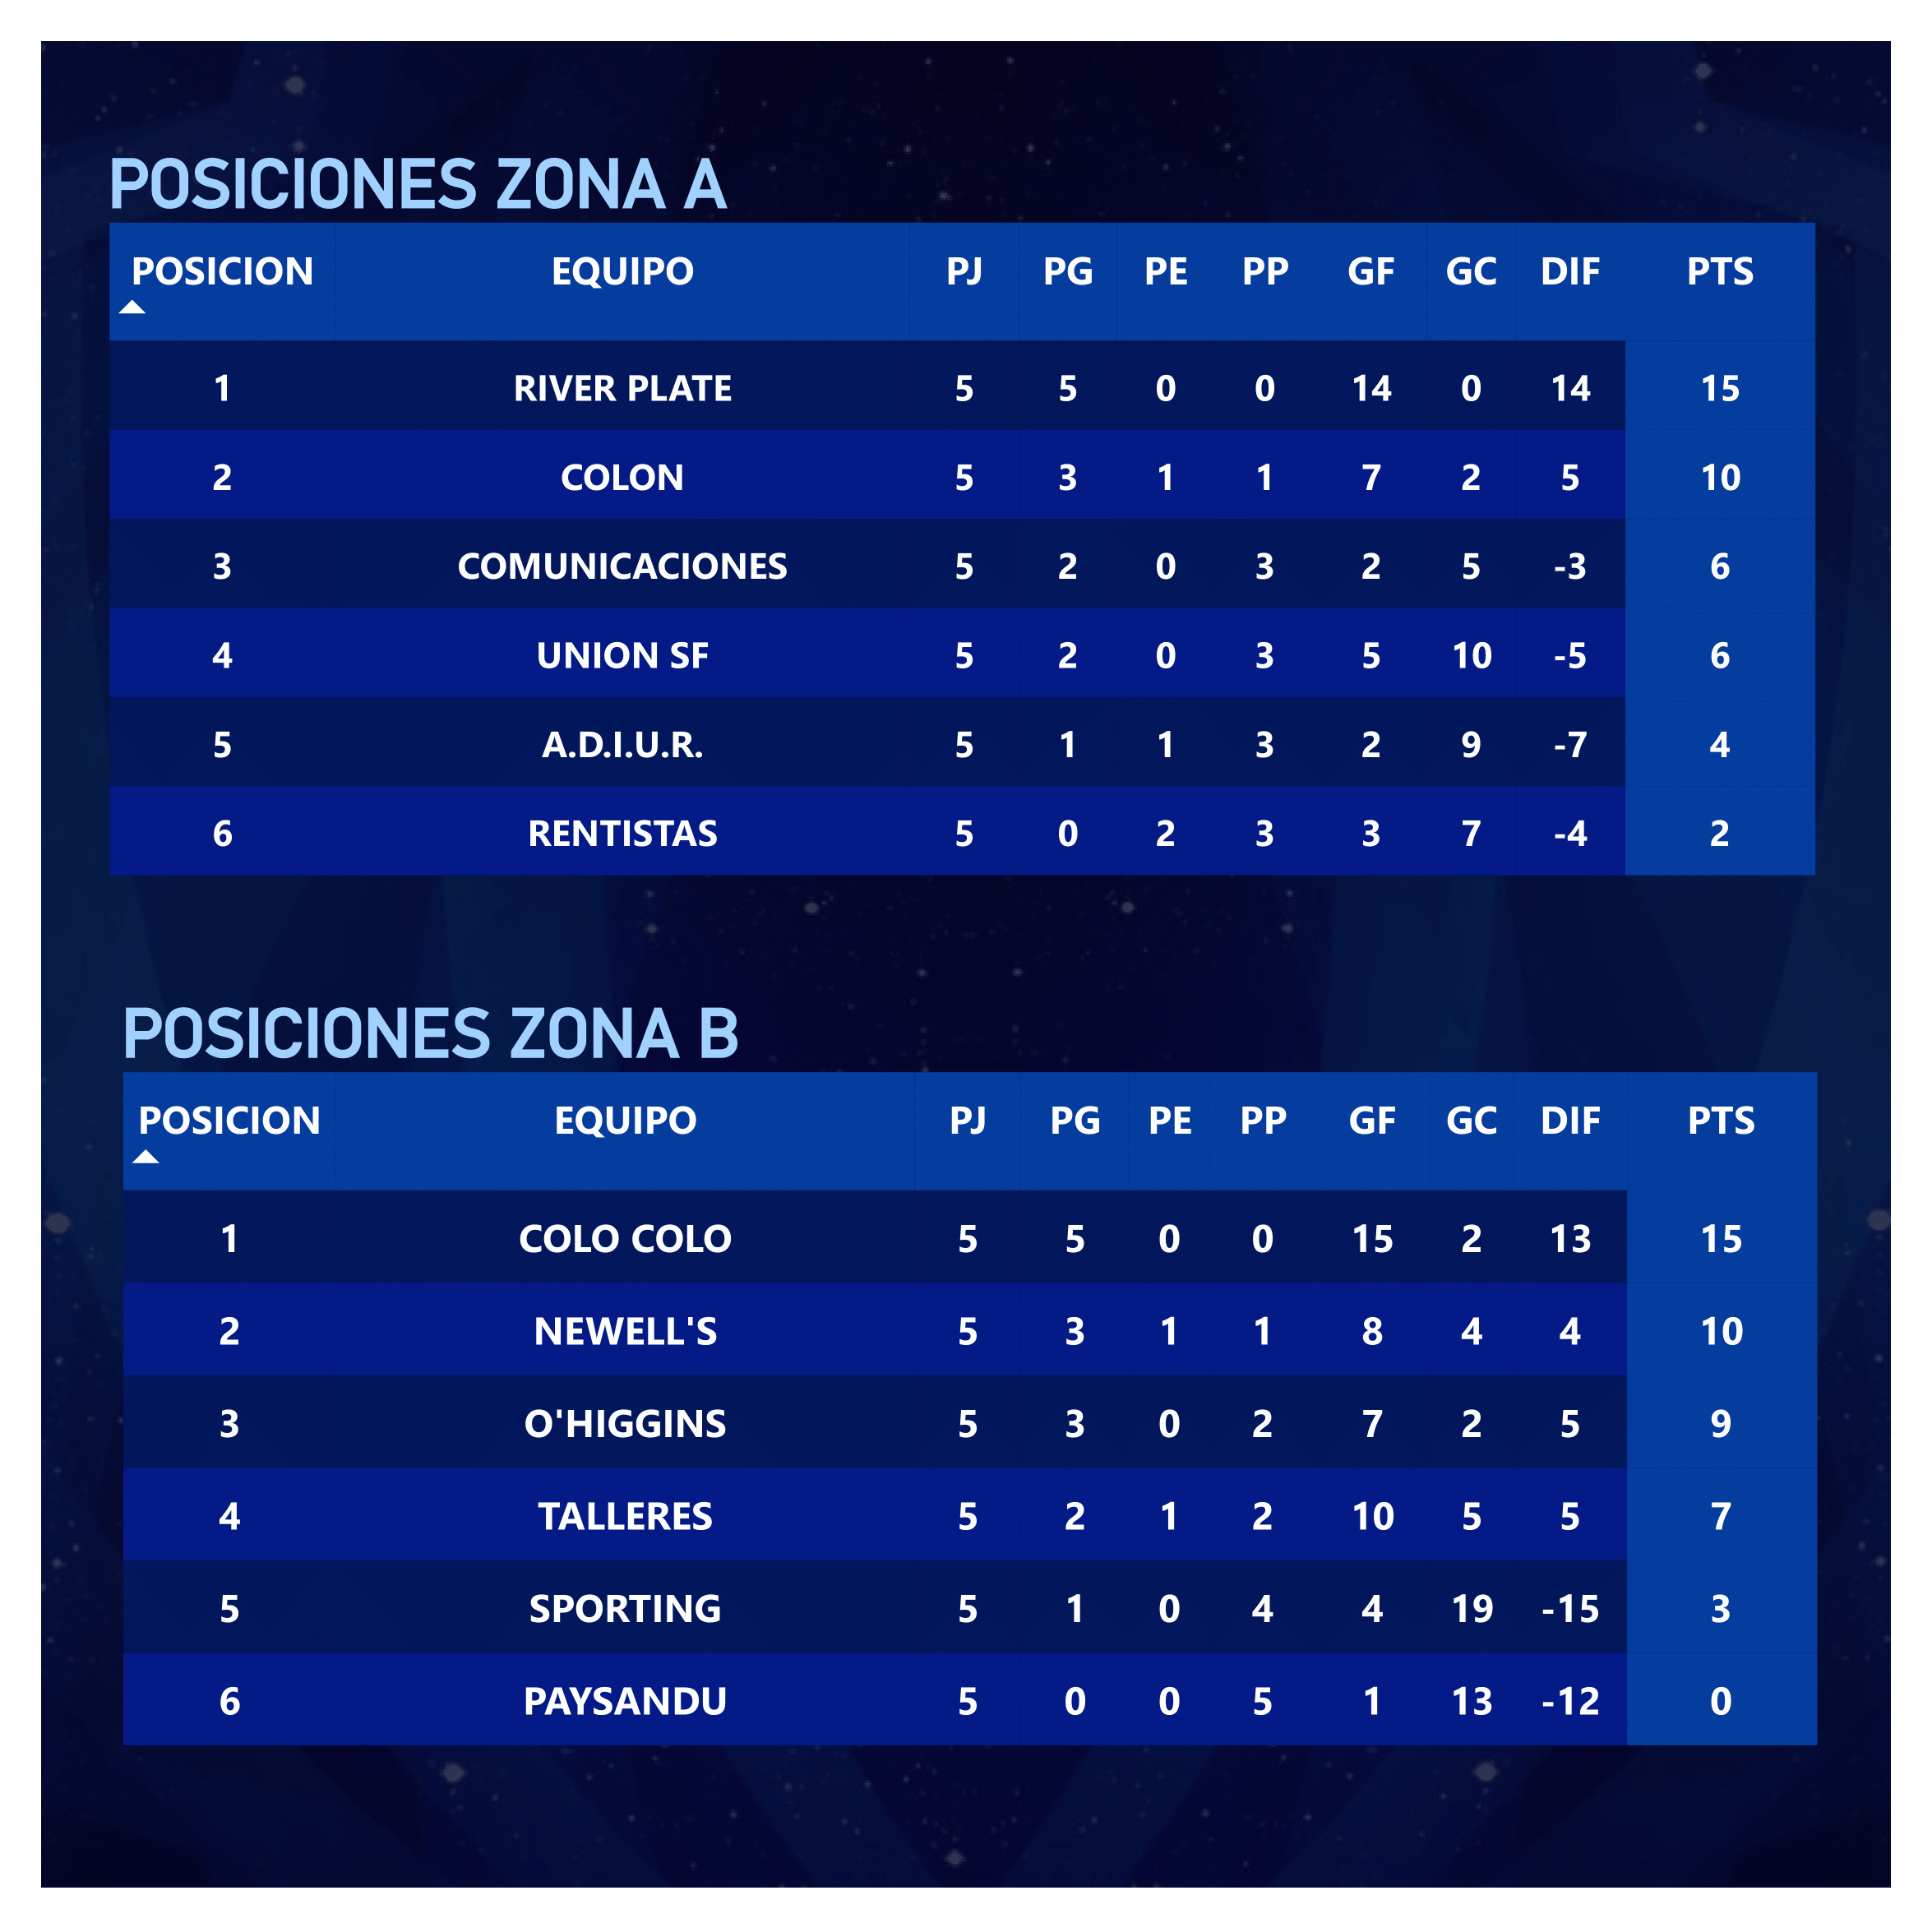 POSICIONES ZONA A
POSICION EQUIPO PJ PG PE PP GF GC DIF PTS
1 RIVER PLATE 5 5 0 0 14 0 14 15
2 COLON 5 3 1 1 7 2 5 10
3 COMUNICACIONES 5 2 0 3 2 5 -3 6
4 UNION SF 5 2 0 3 5 10 -5 6
5 A.D.I.U.R. 5 1 1 3 2 9 -7 4
6 RENTISTAS 5 0 2 3 3 7 -4 2
POSICIONES ZONA B
POSICION EQUIPO PJ PG PE PP GF GC DIF PTS
1 COLO COLO 5 5 0 0 15 2 13 15
2 NEWELL'S 5 3 1 1 8 4 4 10
3 O'HIGGINS 5 3 0 2 7 2 5 9
4 TALLERES 5 2 1 2 10 5 5 7
5 SPORTING 5 1 0 4 4 19 -15 3
6 PAYSANDU 5 0 0 5 1 13 -12 0